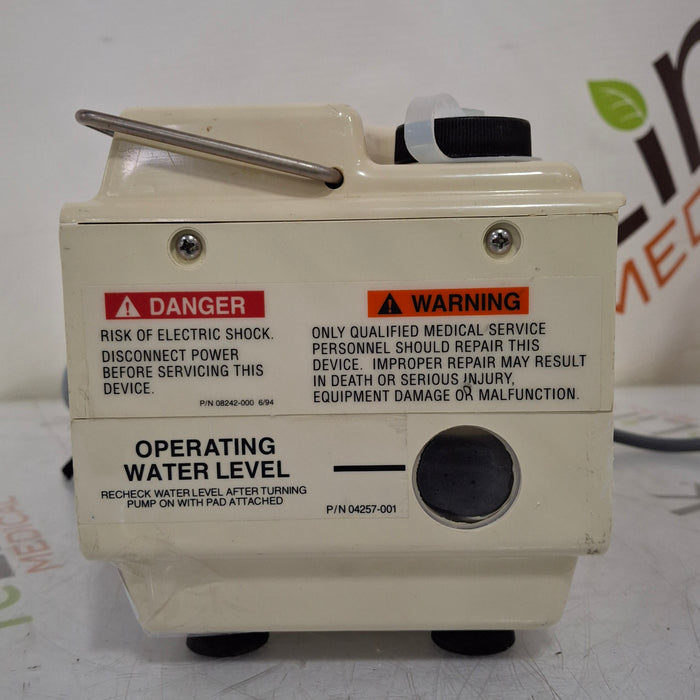 DANGER
RISK OF ELECTRIC SHOCK.
DISCONNECT POWER
BEFORE SERVICING THIS
DEVICE.
P/N 08242-000 6/94
WARNING
ONLY QUALIFIED MEDICAL SERVICE
PERSONNEL SHOULD REPAIR THIS
DEVICE. IMPROPER REPAIR MAY RESULT
IN DEATH OR SERIOUS INJURY,
EQUIPMENT DAMAGE OR MALFUNCTION.
OPERATING
WATER LEVEL
RECHECK WATER LEVEL AFTER TURNING
PUMP ON WITH PAD ATTACHED
P/N 04257-001
MEDICAL